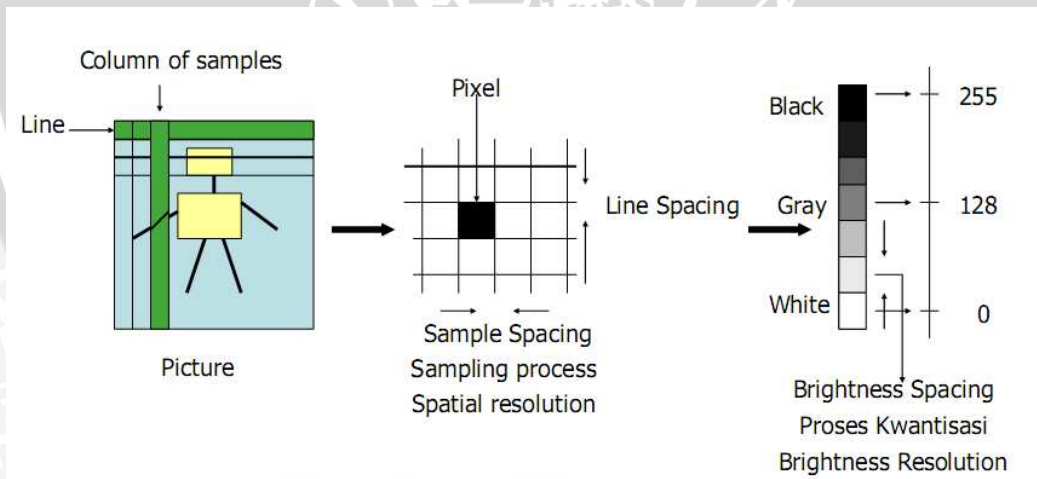 Column of samples
Line
Picture
Pixel
Line Spacing
Sample Spacing
Sampling process
Spatial resolution
Black
255
Gray
128
White
0
Brightness Spacing
Proses Kwantisasi
Brightness Resolution